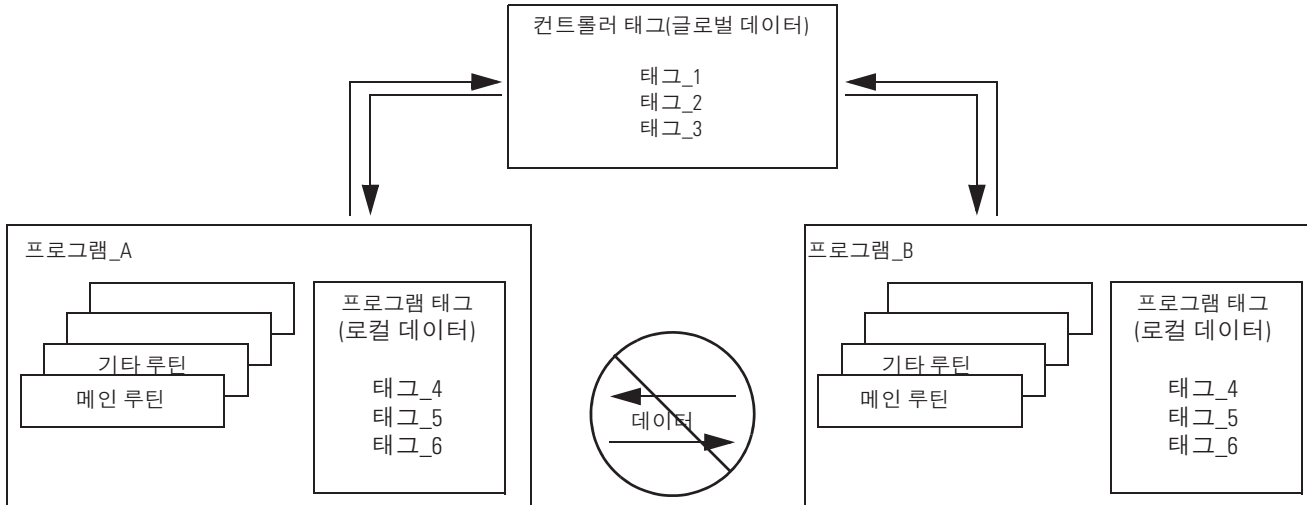 컨트롤러 태그(글로벌 데이터)
태그_1
태그_2
태그_3
프로그램_A
기타 루틴
메인 루틴
프로그램 태그
(로컬 데이터)
태그_4
태그_5
태그_6
데이터
프로그램_B
기타 루틴
메인 루틴
프로그램 태그
(로컬 데이터)
태그_4
태그_5
태그_6